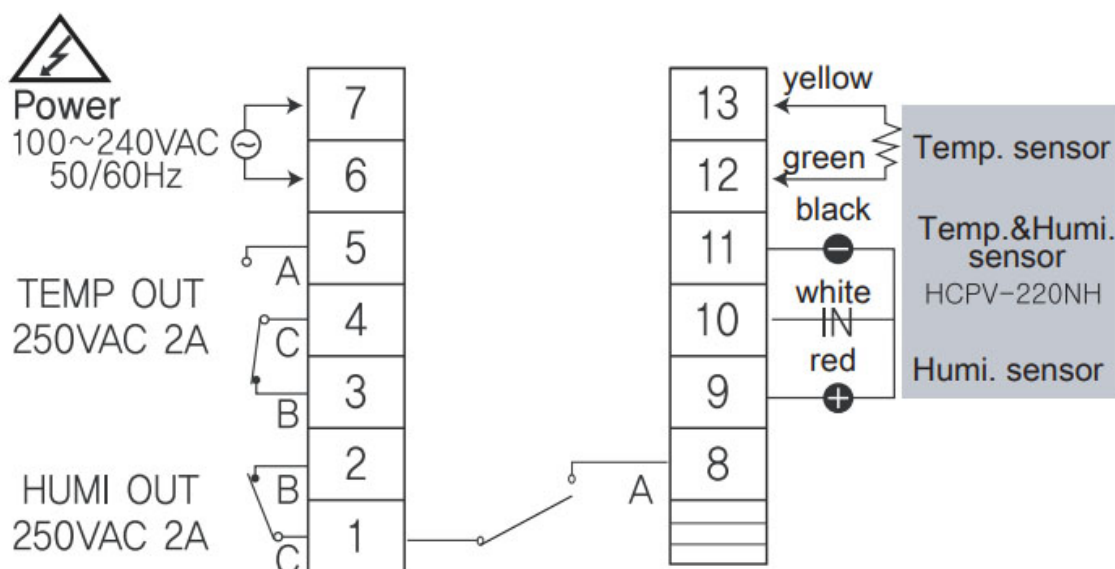 Power
100~240VAC
50/60Hz
TEMP OUT
250VAC 2A
HUMI OUT
250VAC 2A
7
6
5
A
4
C
3
B
2
B
1
C
13
yellow
12
green
11
black
10
white
IN
9
red
8
A
Temp. sensor
Temp.&Humi.
sensor
HCPV-220NH
Humi. sensor